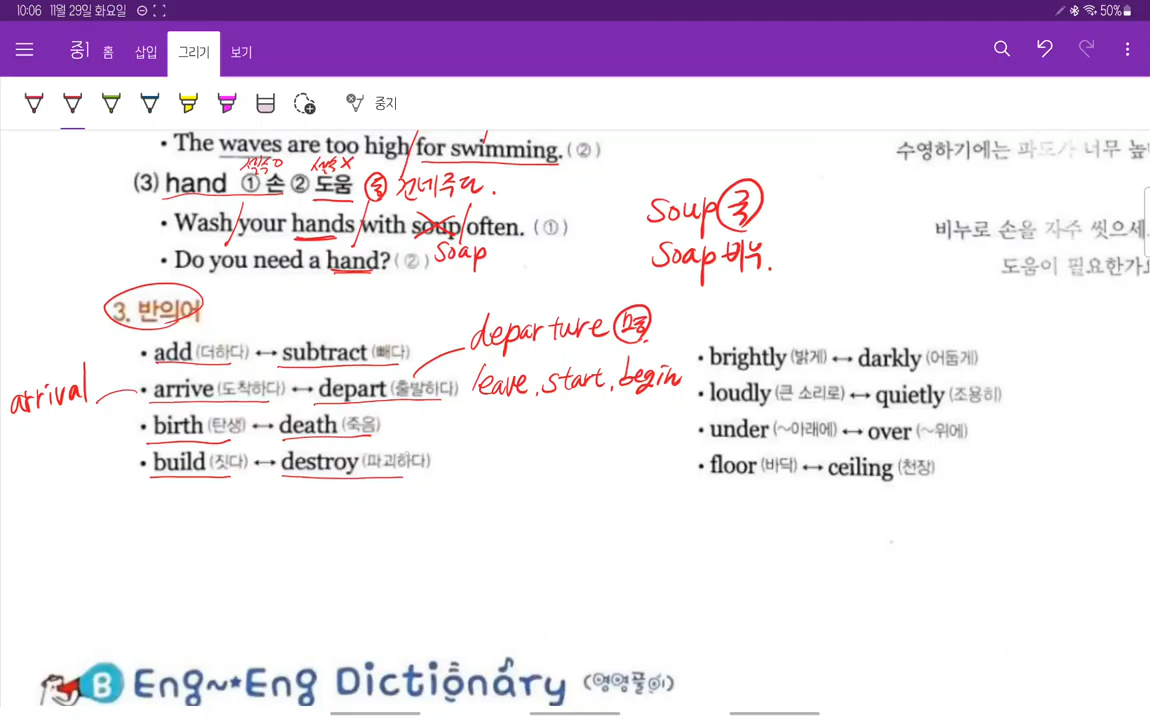 10:06 11월 29일 화요일 50%
중1 홈 삽입 그리기 보기
중지
• The waves are too high for swimming. (②)
수영하기에는 파도가 너무 높
셀수○ 셀수×
(3) hand ①손 ②도움 동 건네주다.
• Wash your hands with soup often. (①)
soap
비누로 손을 자주 씻으세
• Do you need a hand? (②)
도움이 필요한가
soup 국
soap 비누.
3. 반의어
departure
• add (더하다) ↔ subtract (빼다)
• arrive (도착하다) ↔ depart (출발하다)
arrival
leave, start, begin
• birth (탄생) ↔ death (죽음)
• build (짓다) ↔ destroy (파괴하다)
• brightly (밝게) ↔ darkly (어둡게)
• loudly (큰 소리로) ↔ quietly (조용히)
• under (~아래에) ↔ over (~위에)
• floor (바닥) ↔ ceiling (천장)
B Eng~★Eng Dictionary (영영풀이)